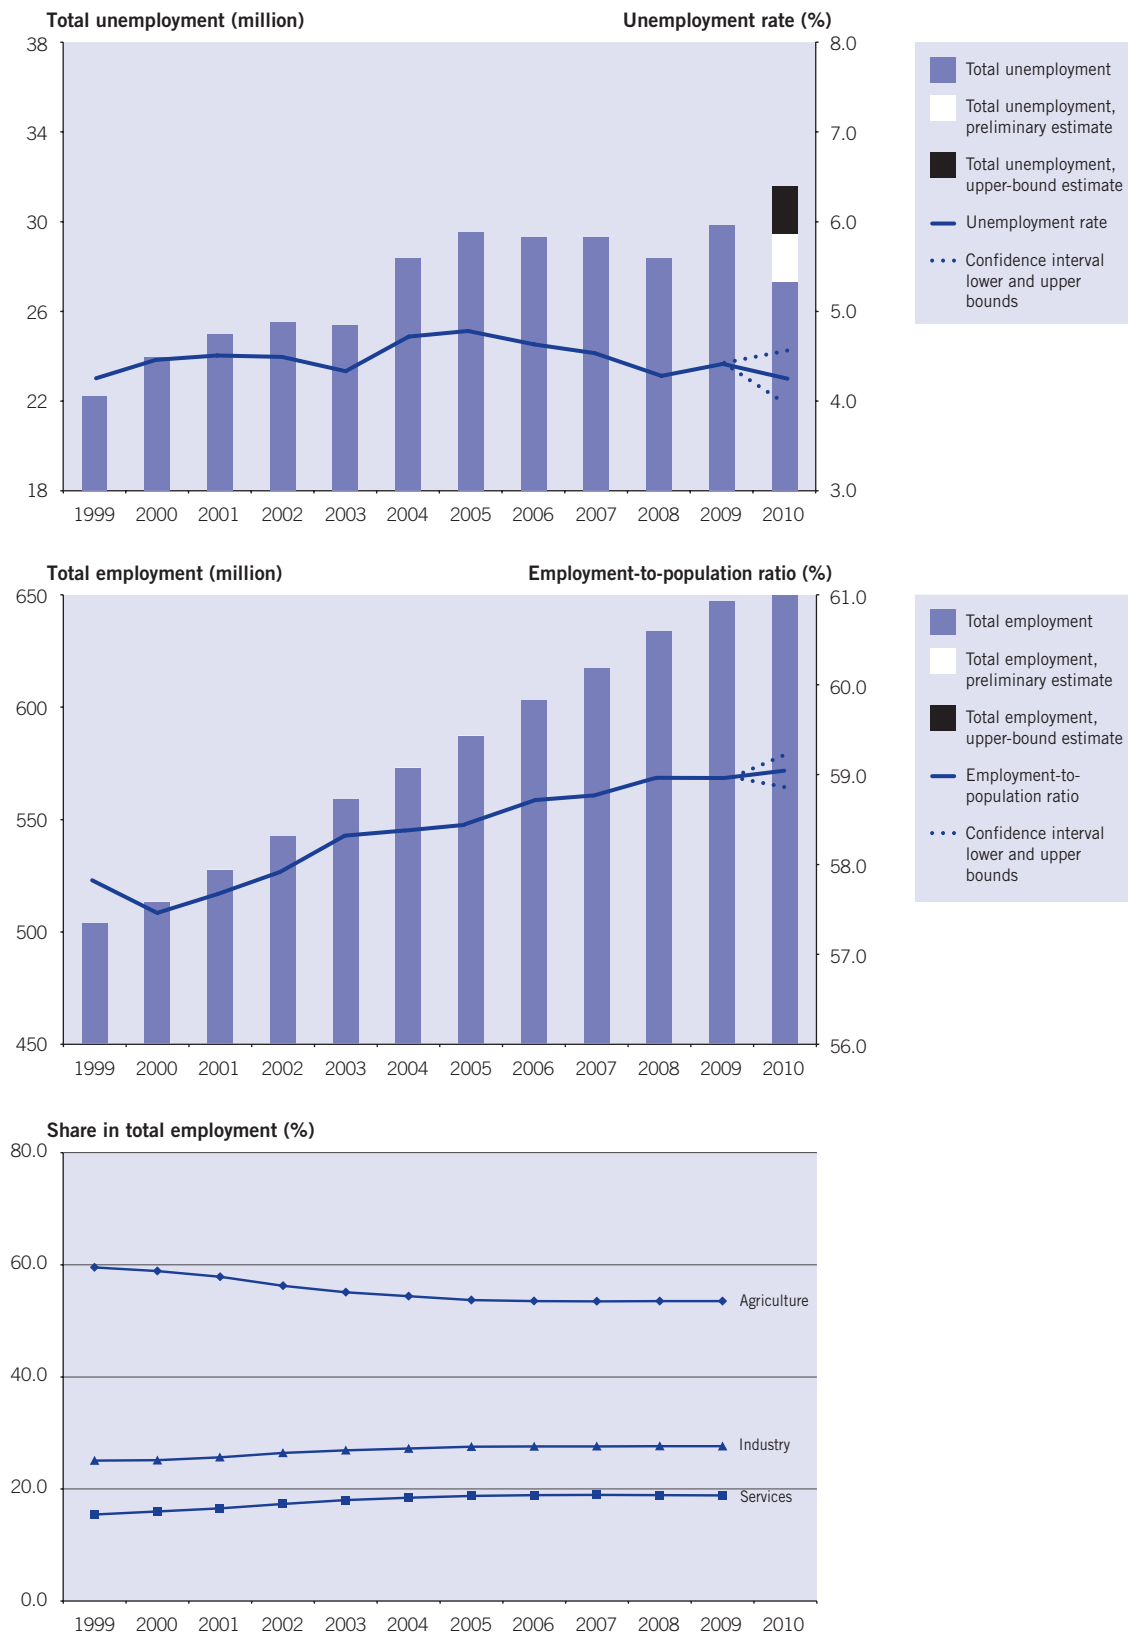 Total unemployment (million)
Unemployment rate (%)
38
34
30
26
22
18
8.0
7.0
6.0
5.0
4.0
3.0
1999 2000 2001 2002 2003 2004 2005 2006 2007 2008 2009 2010
Total unemployment
Total unemployment,
preliminary estimate
Total unemployment,
upper-bound estimate
Unemployment rate
Confidence interval
lower and upper
bounds
Total employment (million)
Employment-to-population ratio (%)
650
600
550
500
450
61.0
60.0
59.0
58.0
57.0
56.0
1999 2000 2001 2002 2003 2004 2005 2006 2007 2008 2009 2010
Total employment
Total employment,
preliminary estimate
Total employment,
upper-bound estimate
Employment-to-
population ratio
Confidence interval
lower and upper
bounds
Share in total employment (%)
80.0
60.0
40.0
20.0
0.0
Agriculture
Industry
Services
1999 2000 2001 2002 2003 2004 2005 2006 2007 2008 2009 2010